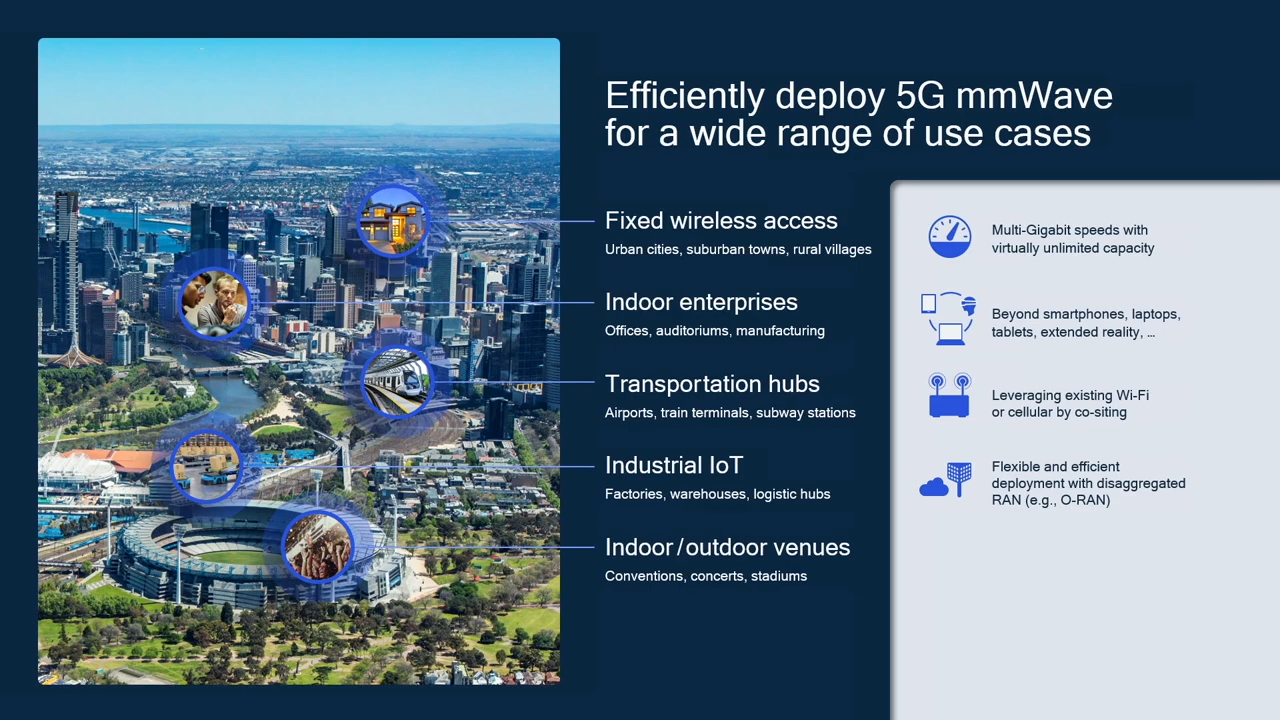 Efficiently deploy 5G mmWave
for a wide range of use cases
Fixed wireless access
Urban cities, suburban towns, rural villages
Indoor enterprises
Offices, auditoriums, manufacturing
Transportation hubs
Airports, train terminals, subway stations
Industrial IoT
Factories, warehouses, logistic hubs
Indoor/outdoor venues
Conventions, concerts, stadiums
Multi-Gigabit speeds with
virtually unlimited capacity
Beyond smartphones, laptops,
tablets, extended reality, ...
Leveraging existing Wi-Fi
or cellular by co-siting
Flexible and efficient
deployment with disaggregated
RAN (e.g., O-RAN)